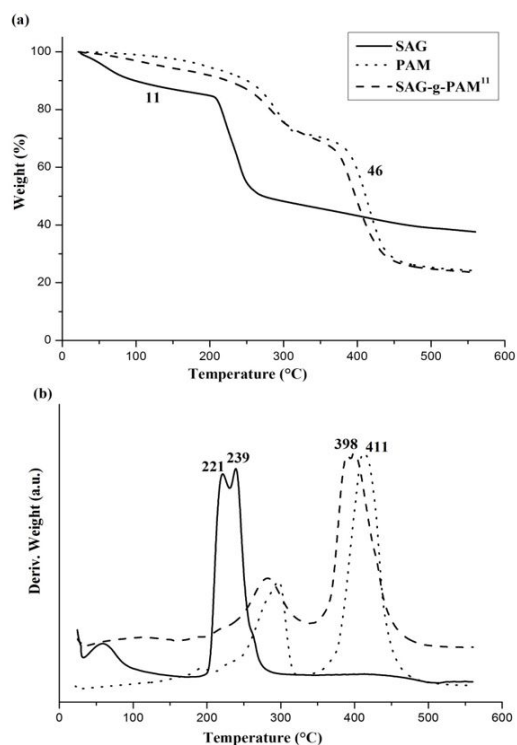 (a)
100
80
60
40
20
0
Weight (%)
11
46
SAG
PAM
SAG-g-PAM¹¹
0 100 200 300 400 500 600
Temperature (°C)
(b)
Deriv. Weight (a.u.)
221 239 398 411
0 100 200 300 400 500 600
Temperature (°C)